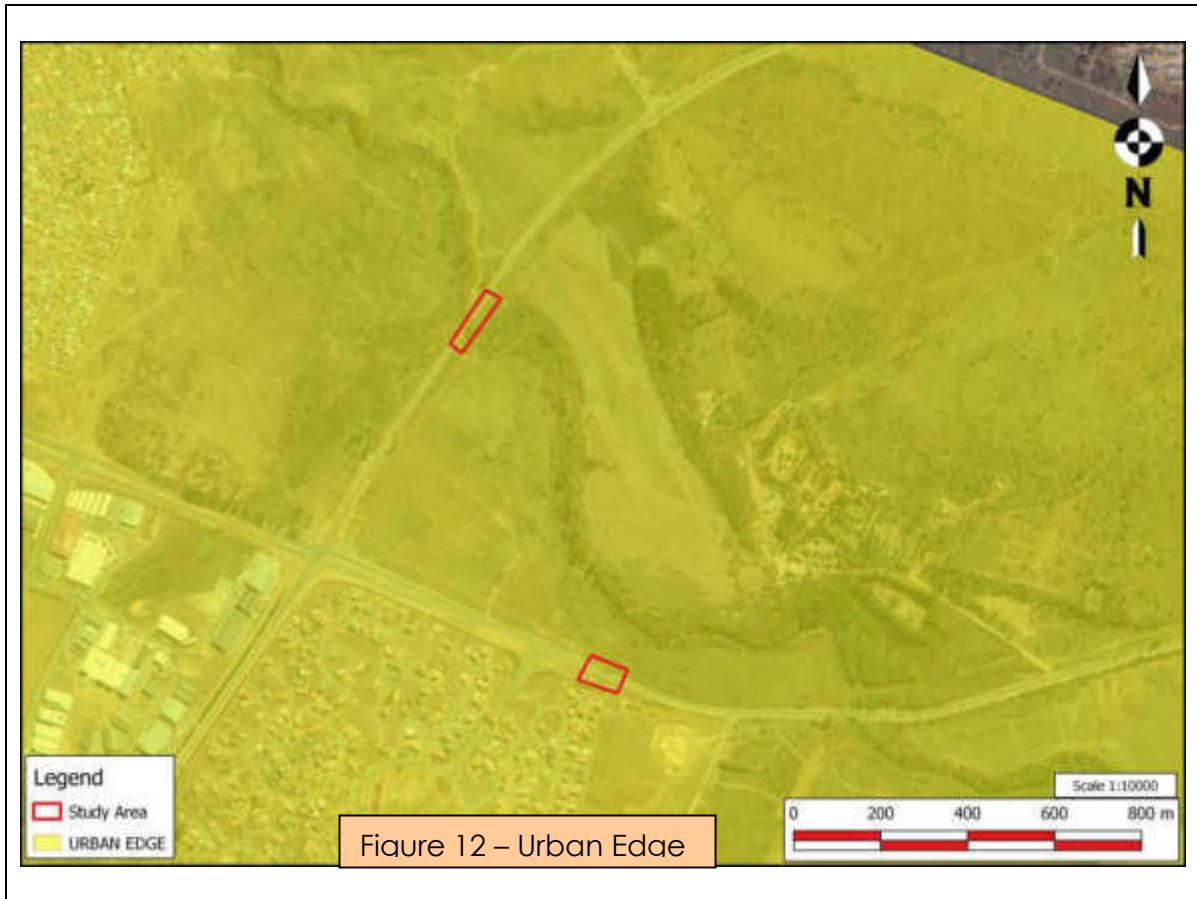 N
Legend
Study Area
URBAN EDGE
Figure 12 – Urban Edge
Scale 1:10000
0 200 400 600 800 m